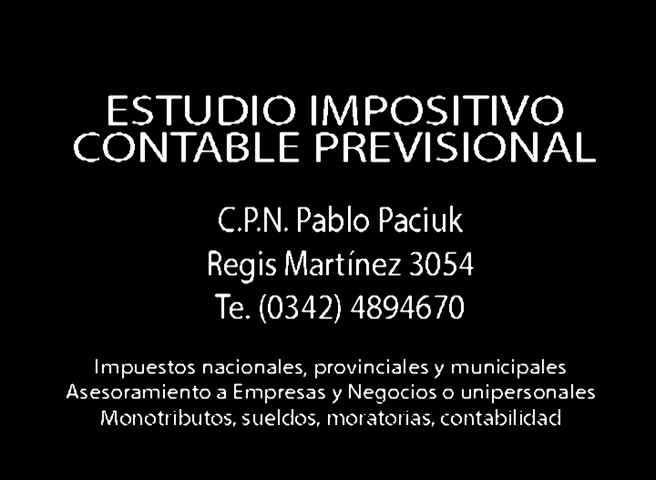 ESTUDIO IMPOSITIVO
CONTABLE PREVISIONAL
C.P.N. Pablo Paciuk
Regis Martínez 3054
Te. (0342) 4894670
Impuestos nacionales, provinciales y municipales
Asesoramiento a Empresas y Negocios o unipersonales
Monotributos, sueldos, moratorias, contabilidad